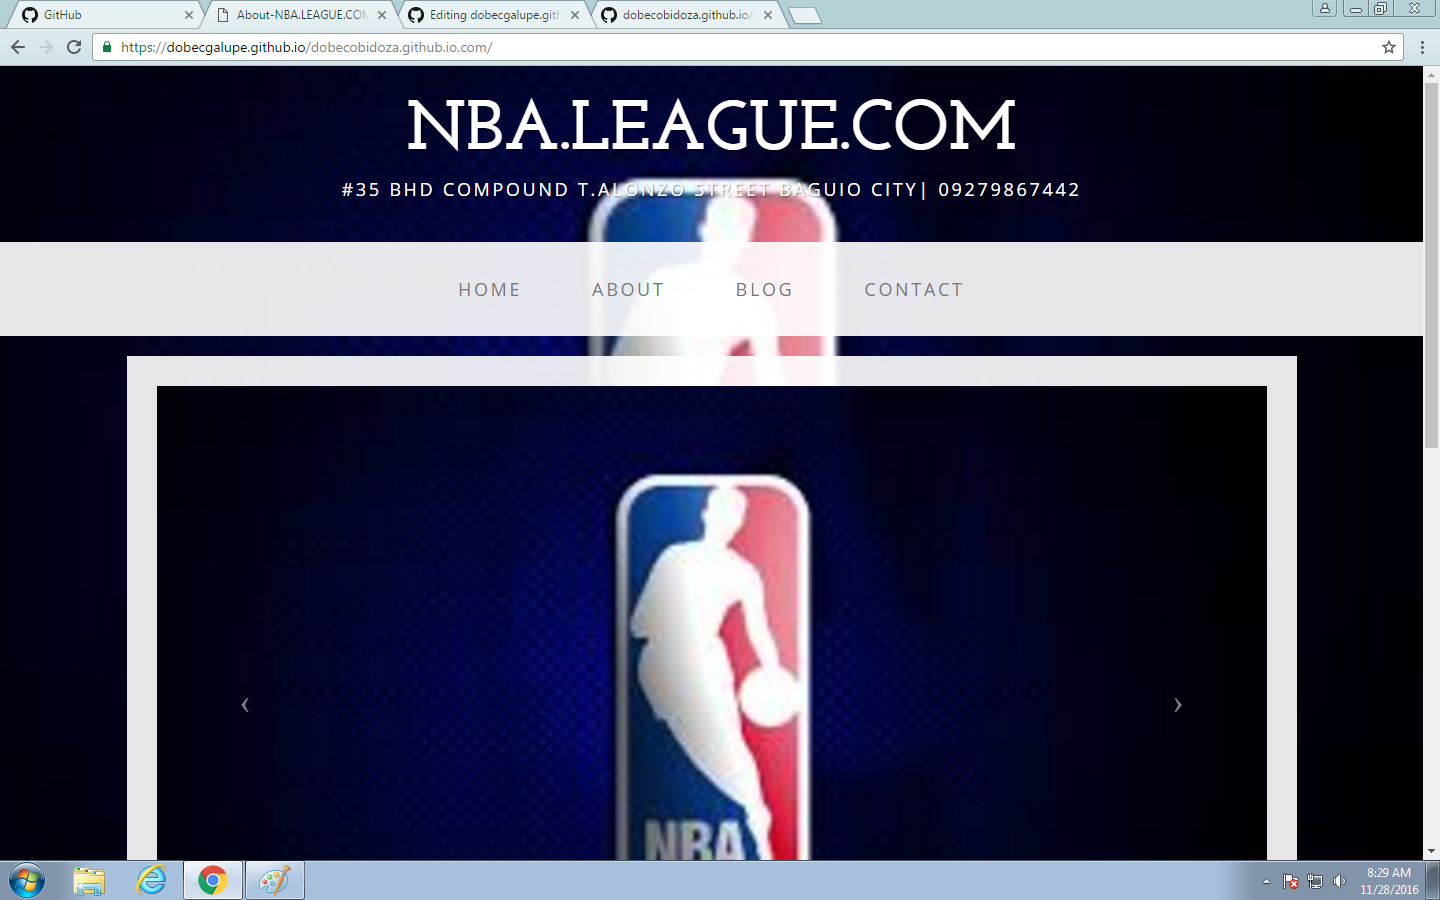 GitHub
About-NBA.LEAGUE.COM
Editing dobecgalupe.gith
dobecobidoza.github.io/
https://dobecgalupe.github.io/dobecobidoza.github.io.com/
NBA.LEAGUE.COM
#35 BHD COMPOUND T.ALONZO STREET BAGUIO CITY| 09279867442
HOME ABOUT BLOG CONTACT
‹ ›
NBA
8:29 AM
11/28/2016